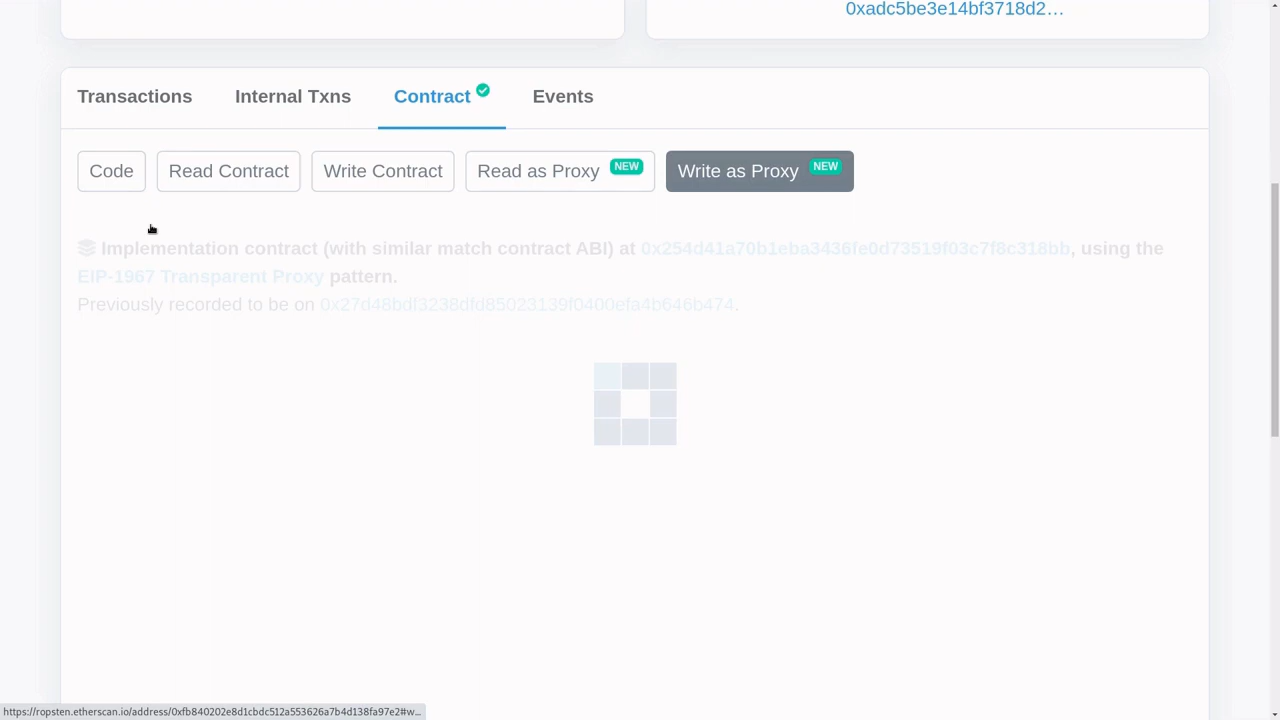 0xadc5be3e14bf3718d2…
Transactions Internal Txns Contract Events
Code Read Contract Write Contract Read as Proxy NEW Write as Proxy NEW
Implementation contract (with similar match contract ABI) at 0x254d41a70b1eba3436fe0d73519f03c7f8c318bb, using the
EIP-1967 Transparent Proxy pattern.
Previously recorded to be on 0x27d48bdf3238dfd85023139f0400efa4b646b474.
https://ropsten.etherscan.io/address/0xfb840202e8d1cbdc512a553626a7b4d138fa97e2#w...